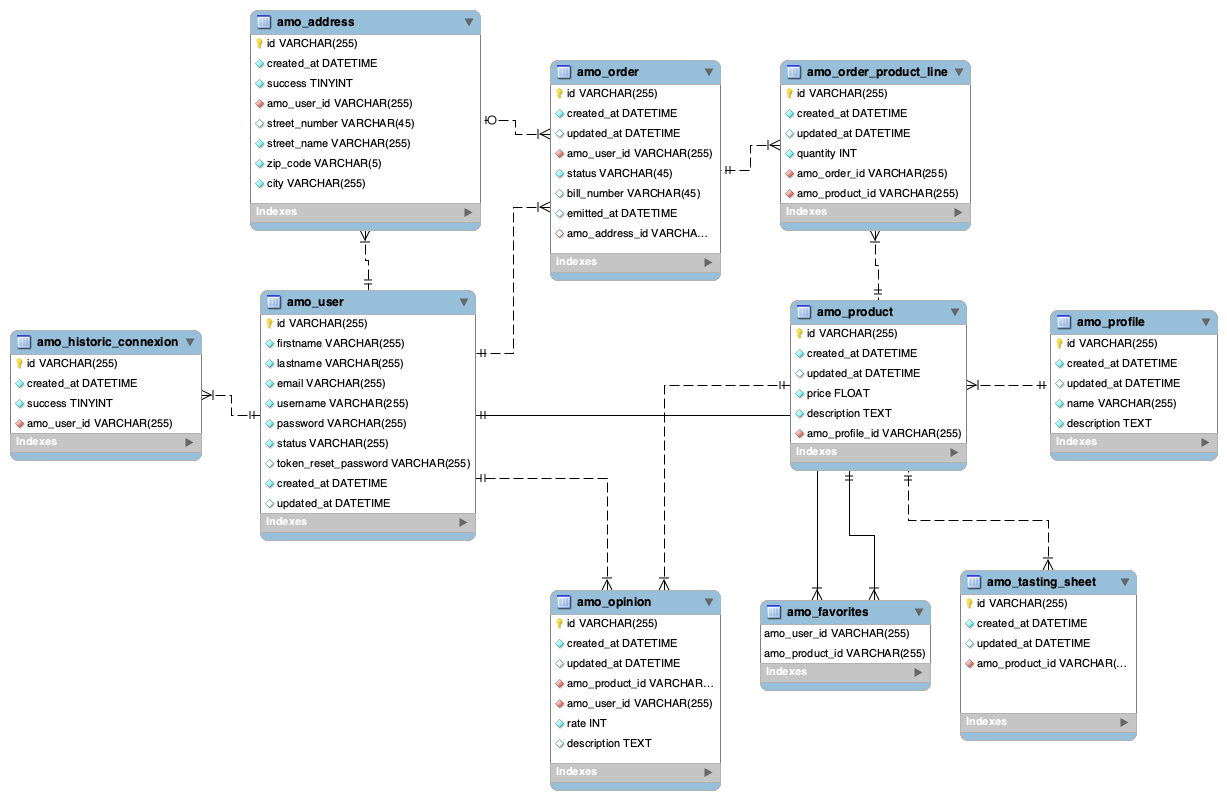 amo_address
id VARCHAR(255)
created_at DATETIME
success TINYINT
amo_user_id VARCHAR(255)
street_number VARCHAR(45)
street_name VARCHAR(255)
zip_code VARCHAR(5)
city VARCHAR(255)
Indexes
amo_order
id VARCHAR(255)
created_at DATETIME
updated_at DATETIME
amo_user_id VARCHAR(255)
status VARCHAR(45)
bill_number VARCHAR(45)
emitted_at DATETIME
amo_address_id VARCHA...
Indexes
amo_order_product_line
id VARCHAR(255)
created_at DATETIME
updated_at DATETIME
quantity INT
amo_order_id VARCHAR(255)
amo_product_id VARCHAR(255)
Indexes
amo_historic_connexion
id VARCHAR(255)
created_at DATETIME
success TINYINT
amo_user_id VARCHAR(255)
Indexes
amo_user
id VARCHAR(255)
firstname VARCHAR(255)
lastname VARCHAR(255)
email VARCHAR(255)
username VARCHAR(255)
password VARCHAR(255)
status VARCHAR(255)
token_reset_password VARCHAR(255)
created_at DATETIME
updated_at DATETIME
Indexes
amo_product
id VARCHAR(255)
created_at DATETIME
updated_at DATETIME
price FLOAT
description TEXT
amo_profile_id VARCHAR(255)
Indexes
amo_profile
id VARCHAR(255)
created_at DATETIME
updated_at DATETIME
name VARCHAR(255)
description TEXT
Indexes
amo_opinion
id VARCHAR(255)
created_at DATETIME
updated_at DATETIME
amo_product_id VARCHAR...
amo_user_id VARCHAR(255)
rate INT
description TEXT
Indexes
amo_favorites
amo_user_id VARCHAR(255)
amo_product_id VARCHAR(255)
Indexes
amo_tasting_sheet
id VARCHAR(255)
created_at DATETIME
updated_at DATETIME
amo_product_id VARCHAR(...
Indexes